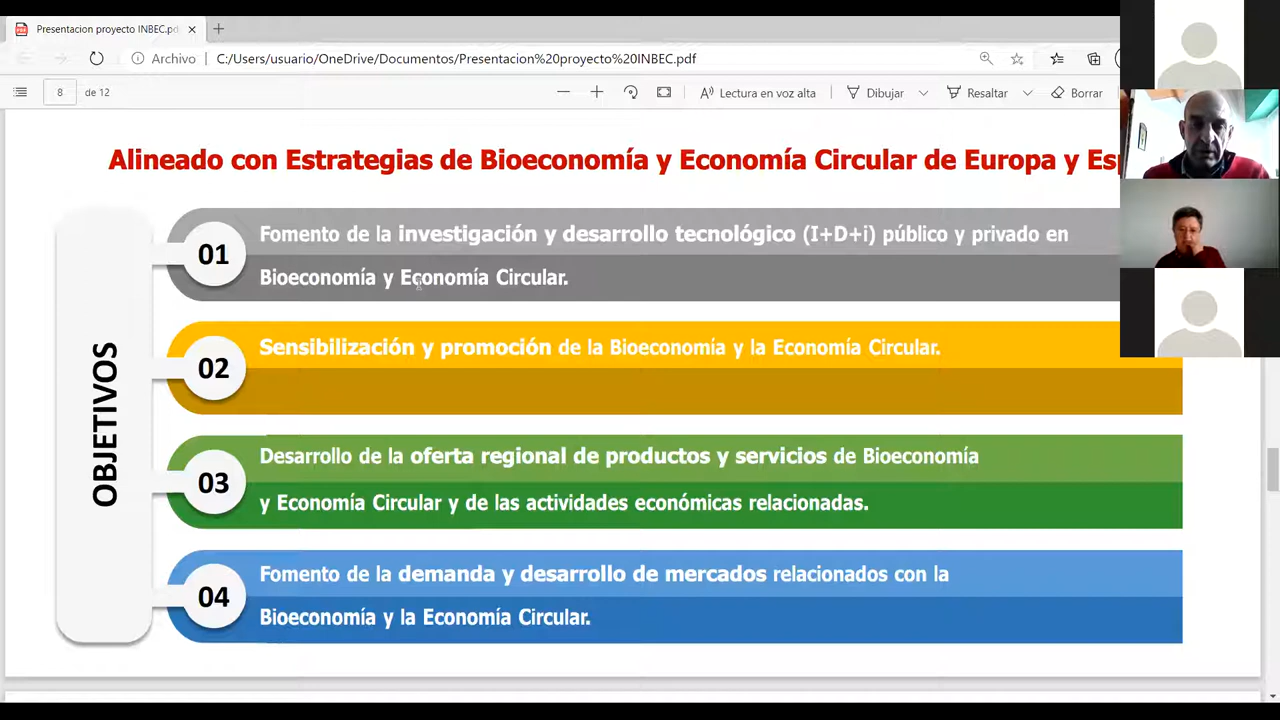 Presentacion proyecto INBEC.pd
Archivo
C:/Users/usuario/OneDrive/Documentos/Presentacion%20proyecto%20INBEC.pdf
8 de 12
Lectura en voz alta
Dibujar
Resaltar
Borrar
Alineado con Estrategias de Bioeconomía y Economía Circular de Europa y Esp
OBJETIVOS
01
Fomento de la investigación y desarrollo tecnológico (I+D+i) público y privado en
Bioeconomía y Economía Circular.
02
Sensibilización y promoción de la Bioeconomía y la Economía Circular.
03
Desarrollo de la oferta regional de productos y servicios de Bioeconomía
y Economía Circular y de las actividades económicas relacionadas.
04
Fomento de la demanda y desarrollo de mercados relacionados con la
Bioeconomía y la Economía Circular.